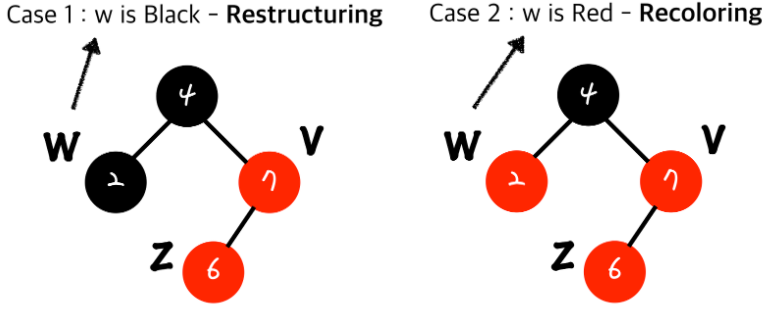 Case 1 : w is Black - Restructuring
4
W
V
2
7
Z
6
Case 2 : w is Red - Recoloring
4
W
V
2
7
Z
6